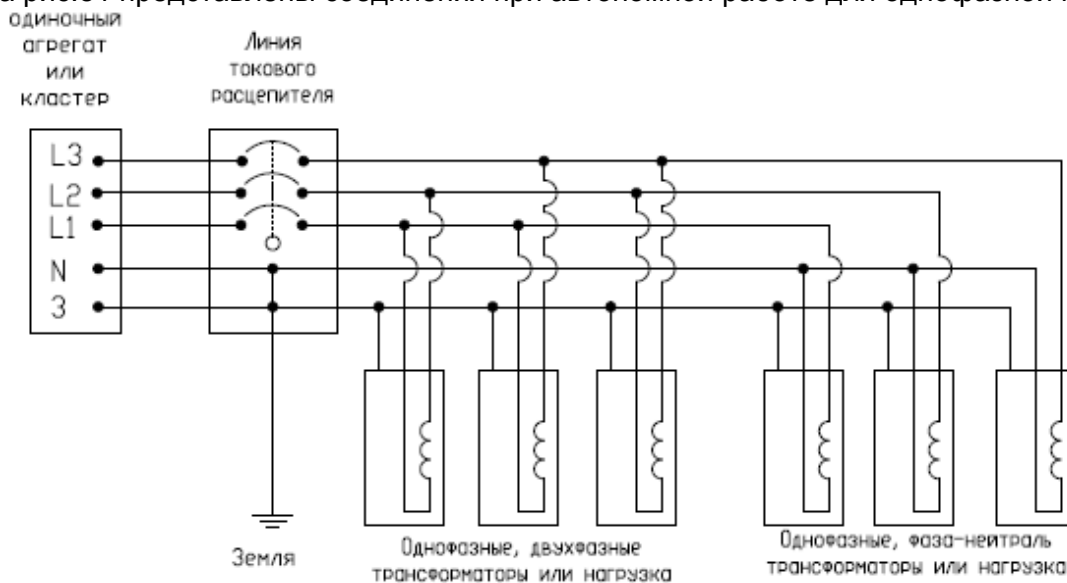 одиночный
агрегат
или
кластер
Линия
токового
расцепителя
L3
L2
L1
N
З
Земля
Однофазные, двухфазные
трансформаторы или нагрузка
Однофазные, фаза-нейтраль
трансформаторы или нагрузка